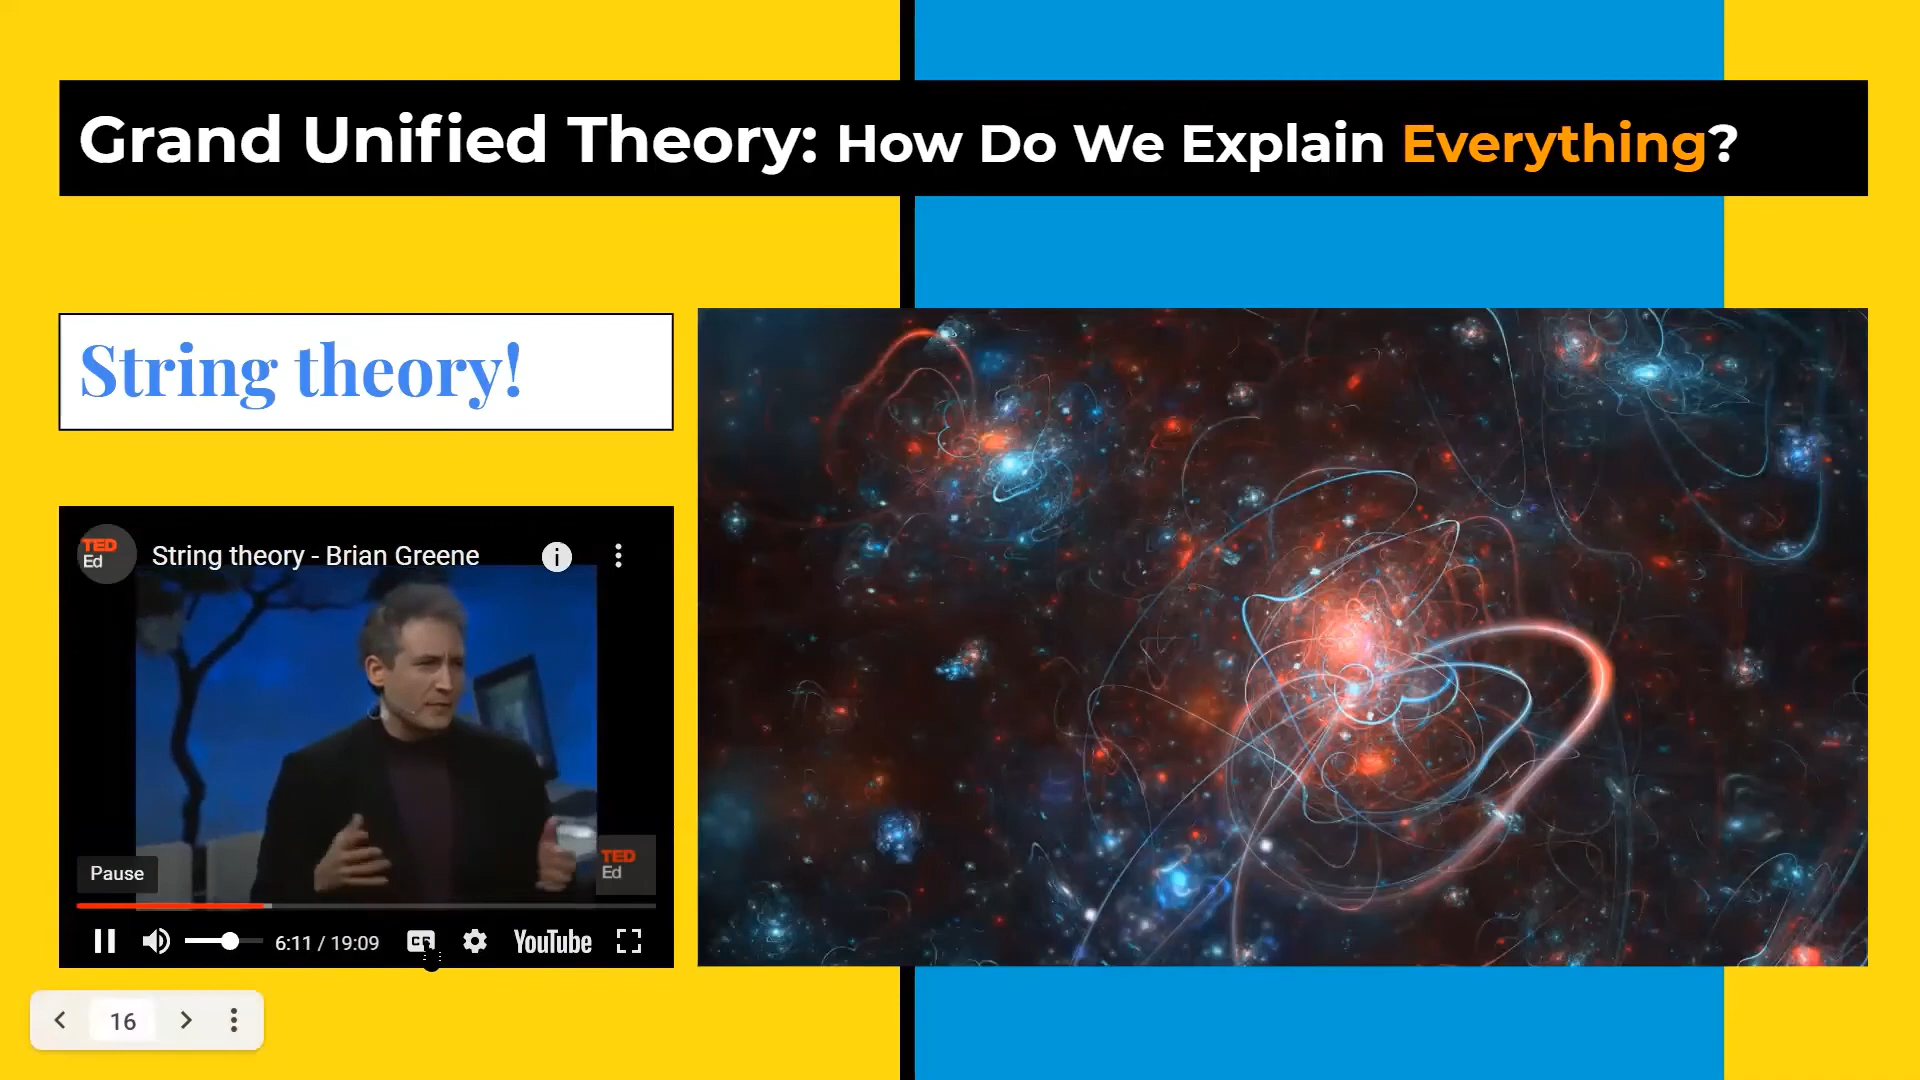 Grand Unified Theory: How Do We Explain Everything?
String theory!
TED
Ed
String theory - Brian Greene
i
TED
Ed
Pause
6:11 / 19:09
CC
YouTube
16